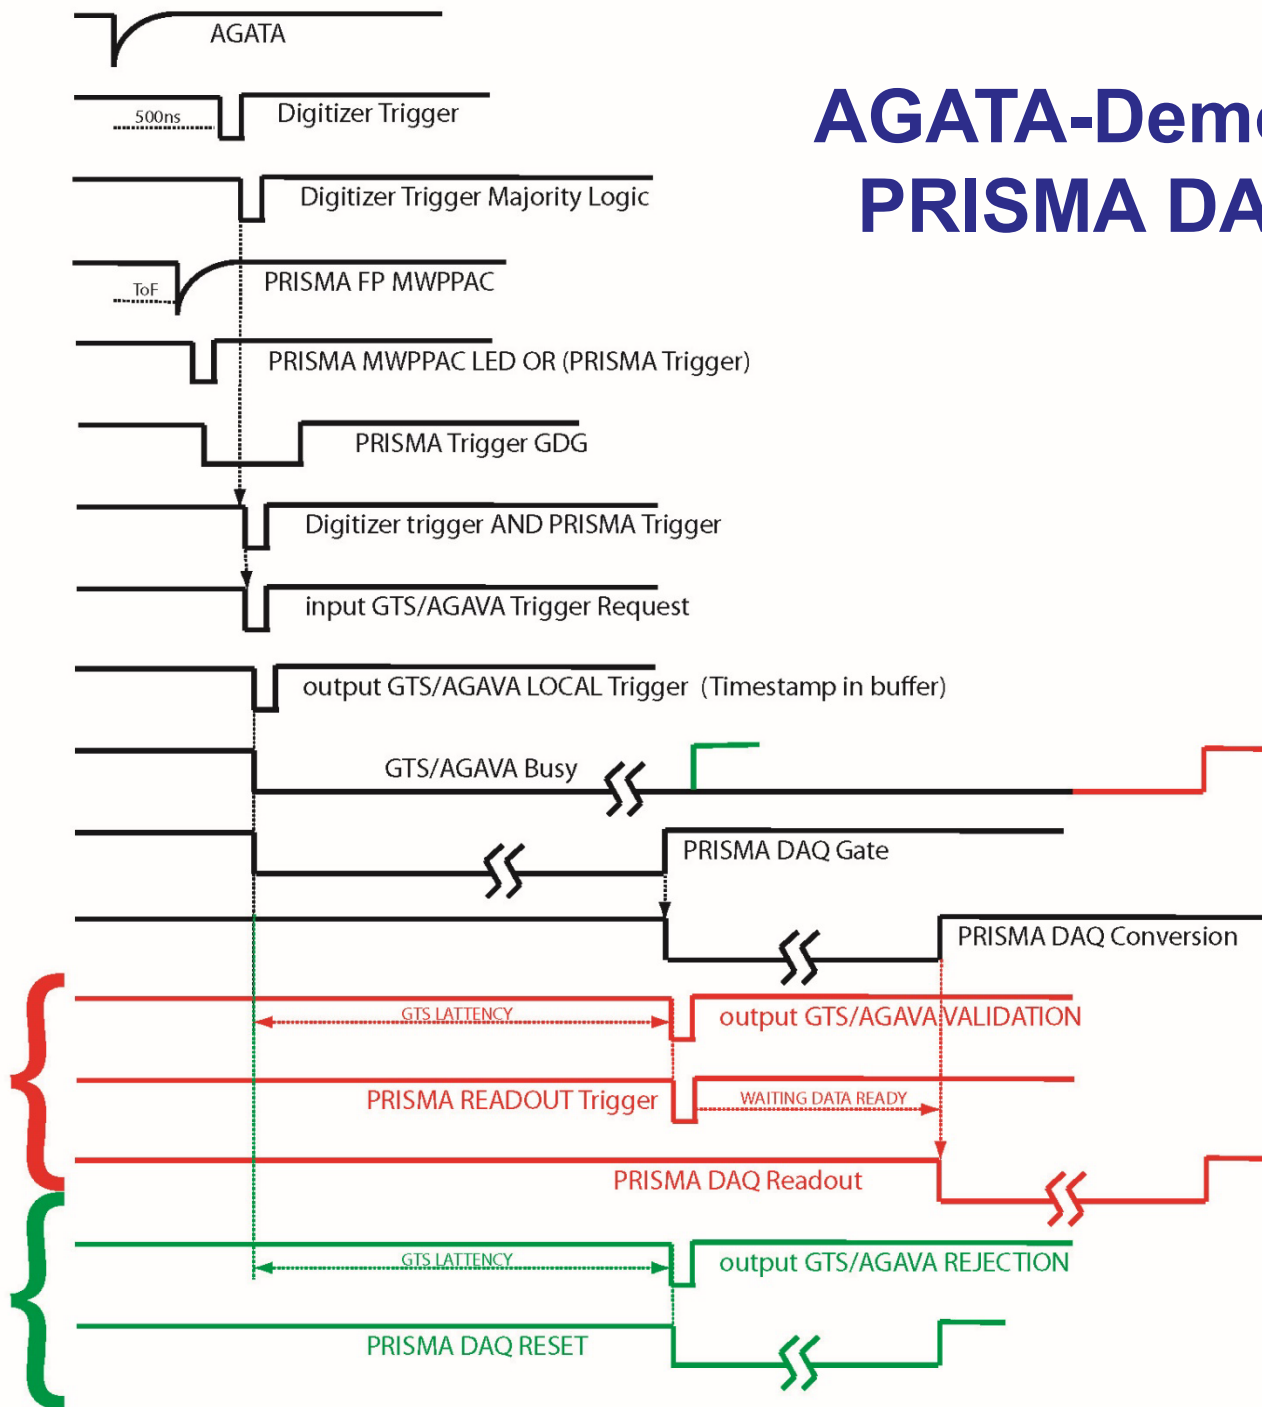 AGATA
AGATA-Dem
PRISMA DA
500ns
Digitizer Trigger
Digitizer Trigger Majority Logic
ToF
PRISMA FP MWPPAC
PRISMA MWPPAC LED OR (PRISMA Trigger)
PRISMA Trigger GDG
Digitizer trigger AND PRISMA Trigger
input GTS/AGAVA Trigger Request
output GTS/AGAVA LOCAL Trigger (Timestamp in buffer)
GTS/AGAVA Busy
PRISMA DAQ Gate
PRISMA DAQ Conversion
GTS LATTENCY
output GTS/AGAVA VALIDATION
PRISMA READOUT Trigger
WAITING DATA READY
PRISMA DAQ Readout
GTS LATTENCY
output GTS/AGAVA REJECTION
PRISMA DAQ RESET